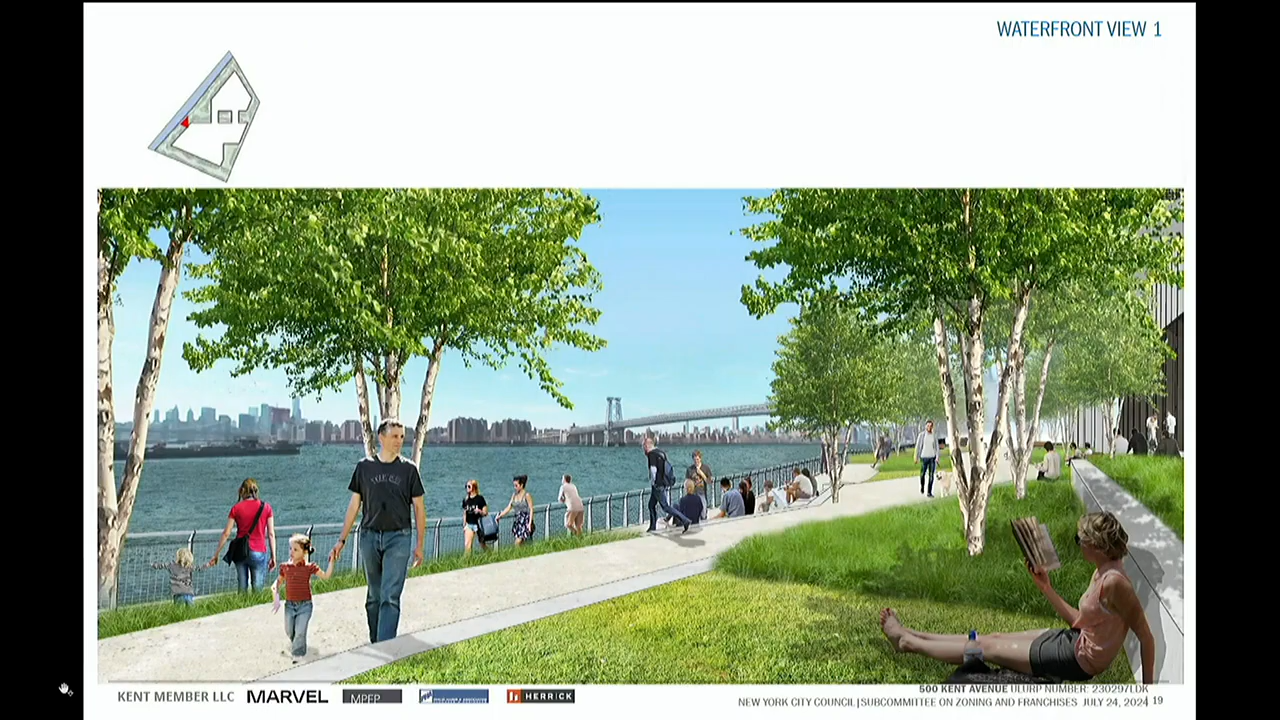 WATERFRONT VIEW 1
KENT MEMBER LLC MARVEL MPFP HERRICK
500 KENT AVENUE ULURP NUMBER: 230297LDK
NEW YORK CITY COUNCIL|SUBCOMMITTEE ON ZONING AND FRANCHISES JULY 24, 2024 19